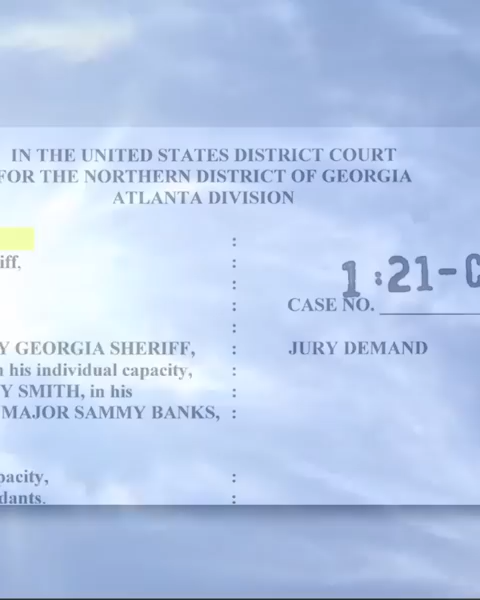 IN THE UNITED STATES DISTRICT COURT
FOR THE NORTHERN DISTRICT OF GEORGIA
ATLANTA DIVISION
:
iff, :
: 1:21-C
: CASE NO.
:
Y GEORGIA SHERIFF, : JURY DEMAND
n his individual capacity, :
Y SMITH, in his :
MAJOR SAMMY BANKS, :
pacity, :
dants. :